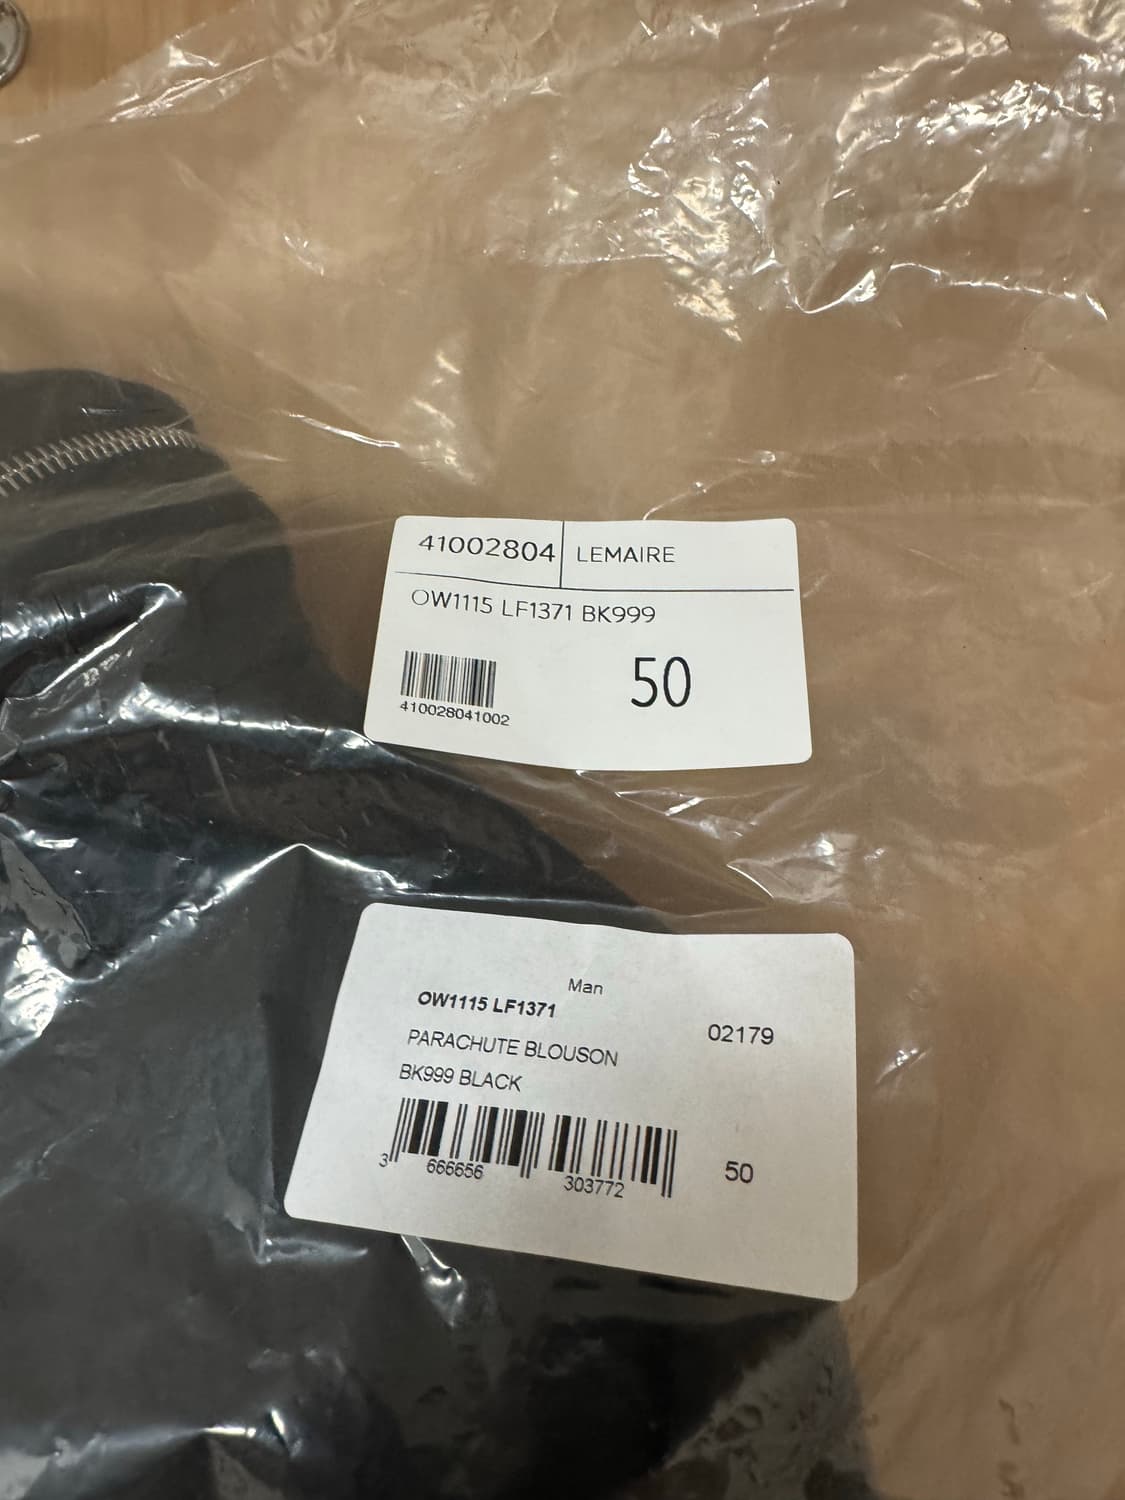 41002804 LEMAIRE
OW1115 LF1371 BK999
50
410028041002
Man
OW1115 LF1371
02179
PARACHUTE BLOUSON
BK999 BLACK
3 666656 303772
50